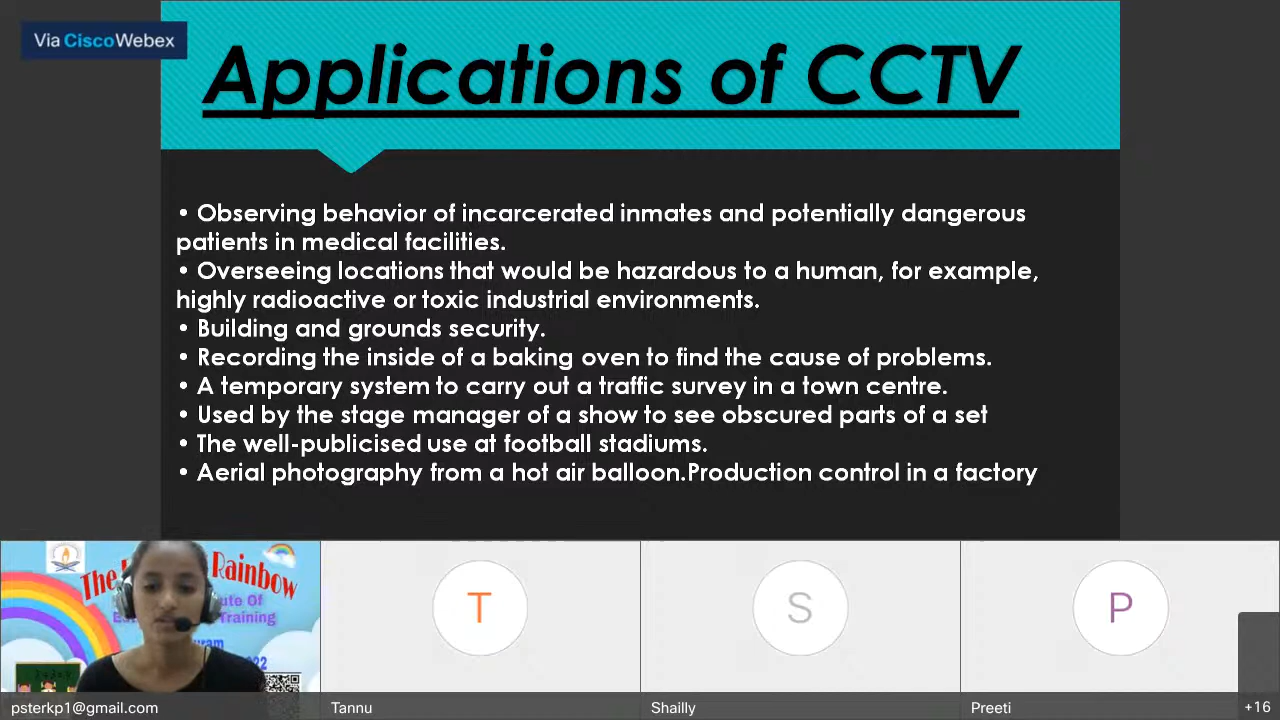 Via Cisco Webex
Applications of CCTV
• Observing behavior of incarcerated inmates and potentially dangerous
patients in medical facilities.
• Overseeing locations that would be hazardous to a human, for example,
highly radioactive or toxic industrial environments.
• Building and grounds security.
• Recording the inside of a baking oven to find the cause of problems.
• A temporary system to carry out a traffic survey in a town centre.
• Used by the stage manager of a show to see obscured parts of a set
• The well-publicised use at football stadiums.
• Aerial photography from a hot air balloon.Production control in a factory
The Rainbow
Of
Training
T
S
P
psterkp1@gmail.com
Tannu
Shailly
Preeti
+16